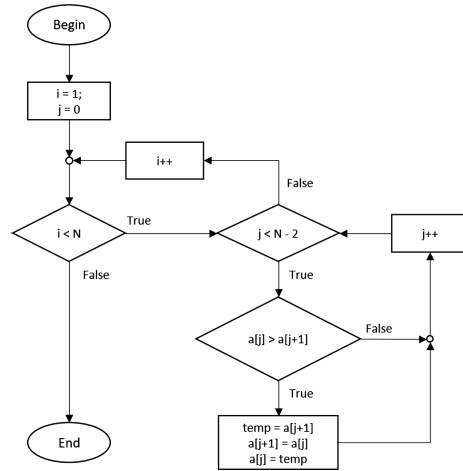 Begin
i = 1;
j = 0
i++
False
i < N
True
j < N - 2
j++
False
True
a[j] > a[j+1]
False
True
temp = a[j+1]
a[j+1] = a[j]
a[j] = temp
End